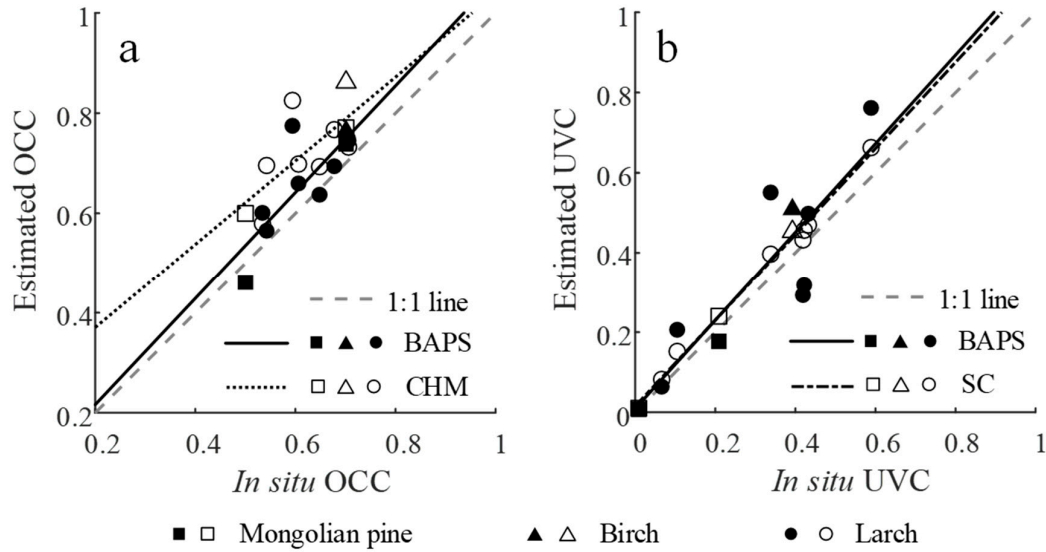 a
Estimated OCC
1
0.8
0.6
0.4
0.2
1:1 line
BAPS
CHM
0.2 0.4 0.6 0.8 1
In situ OCC
b
Estimated UVC
1
0.8
0.6
0.4
0.2
0
1:1 line
BAPS
SC
0 0.2 0.4 0.6 0.8 1
In situ UVC
Mongolian pine Birch Larch